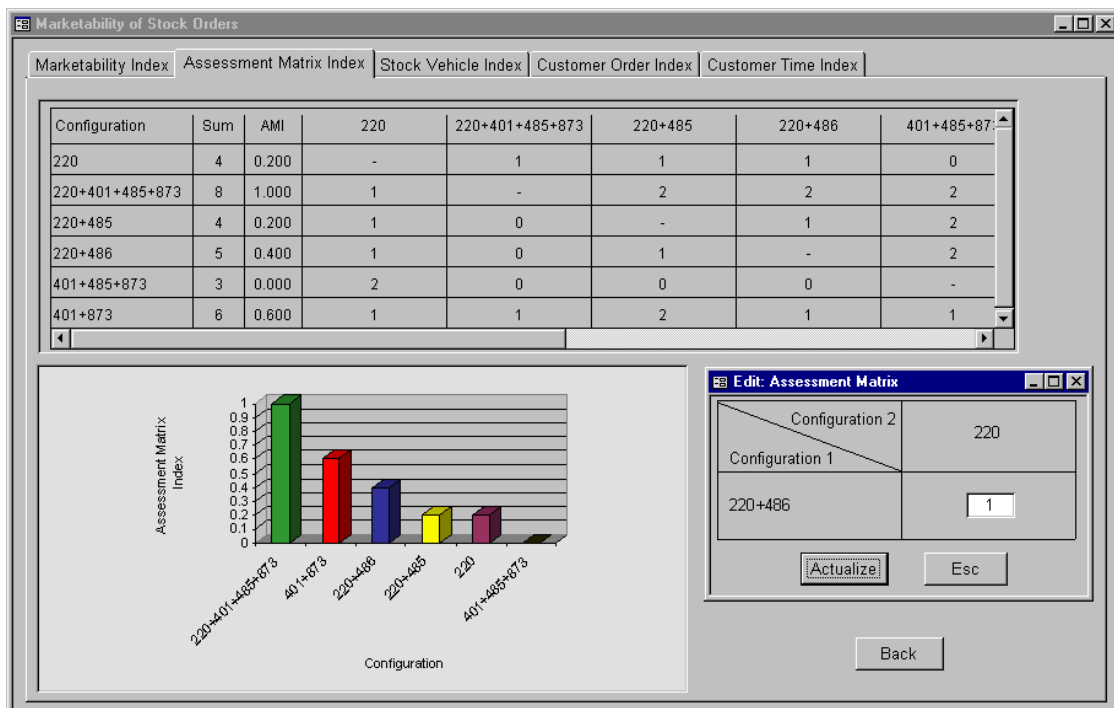 Marketability of Stock Orders
Marketability Index Assessment Matrix Index Stock Vehicle Index Customer Order Index Customer Time Index
Configuration Sum AMI 220 220+401+485+873 220+485 220+486 401+485+87
220 4 0.200 - 1 1 1 0
220+401+485+873 8 1.000 1 - 2 2 2
220+485 4 0.200 1 0 - 1 2
220+486 5 0.400 1 0 1 - 2
401+485+873 3 0.000 2 0 0 0 -
401+873 6 0.600 1 1 2 1 1
Assessment Matrix
Index
1
0.9
0.8
0.7
0.6
0.5
0.4
0.3
0.2
0.1
0
220+401+485+873
401+873
220+486
220+485
220
401+485+873
Configuration
Edit: Assessment Matrix
Configuration 2
220
Configuration 1
220+486 1
Actualize Esc
Back